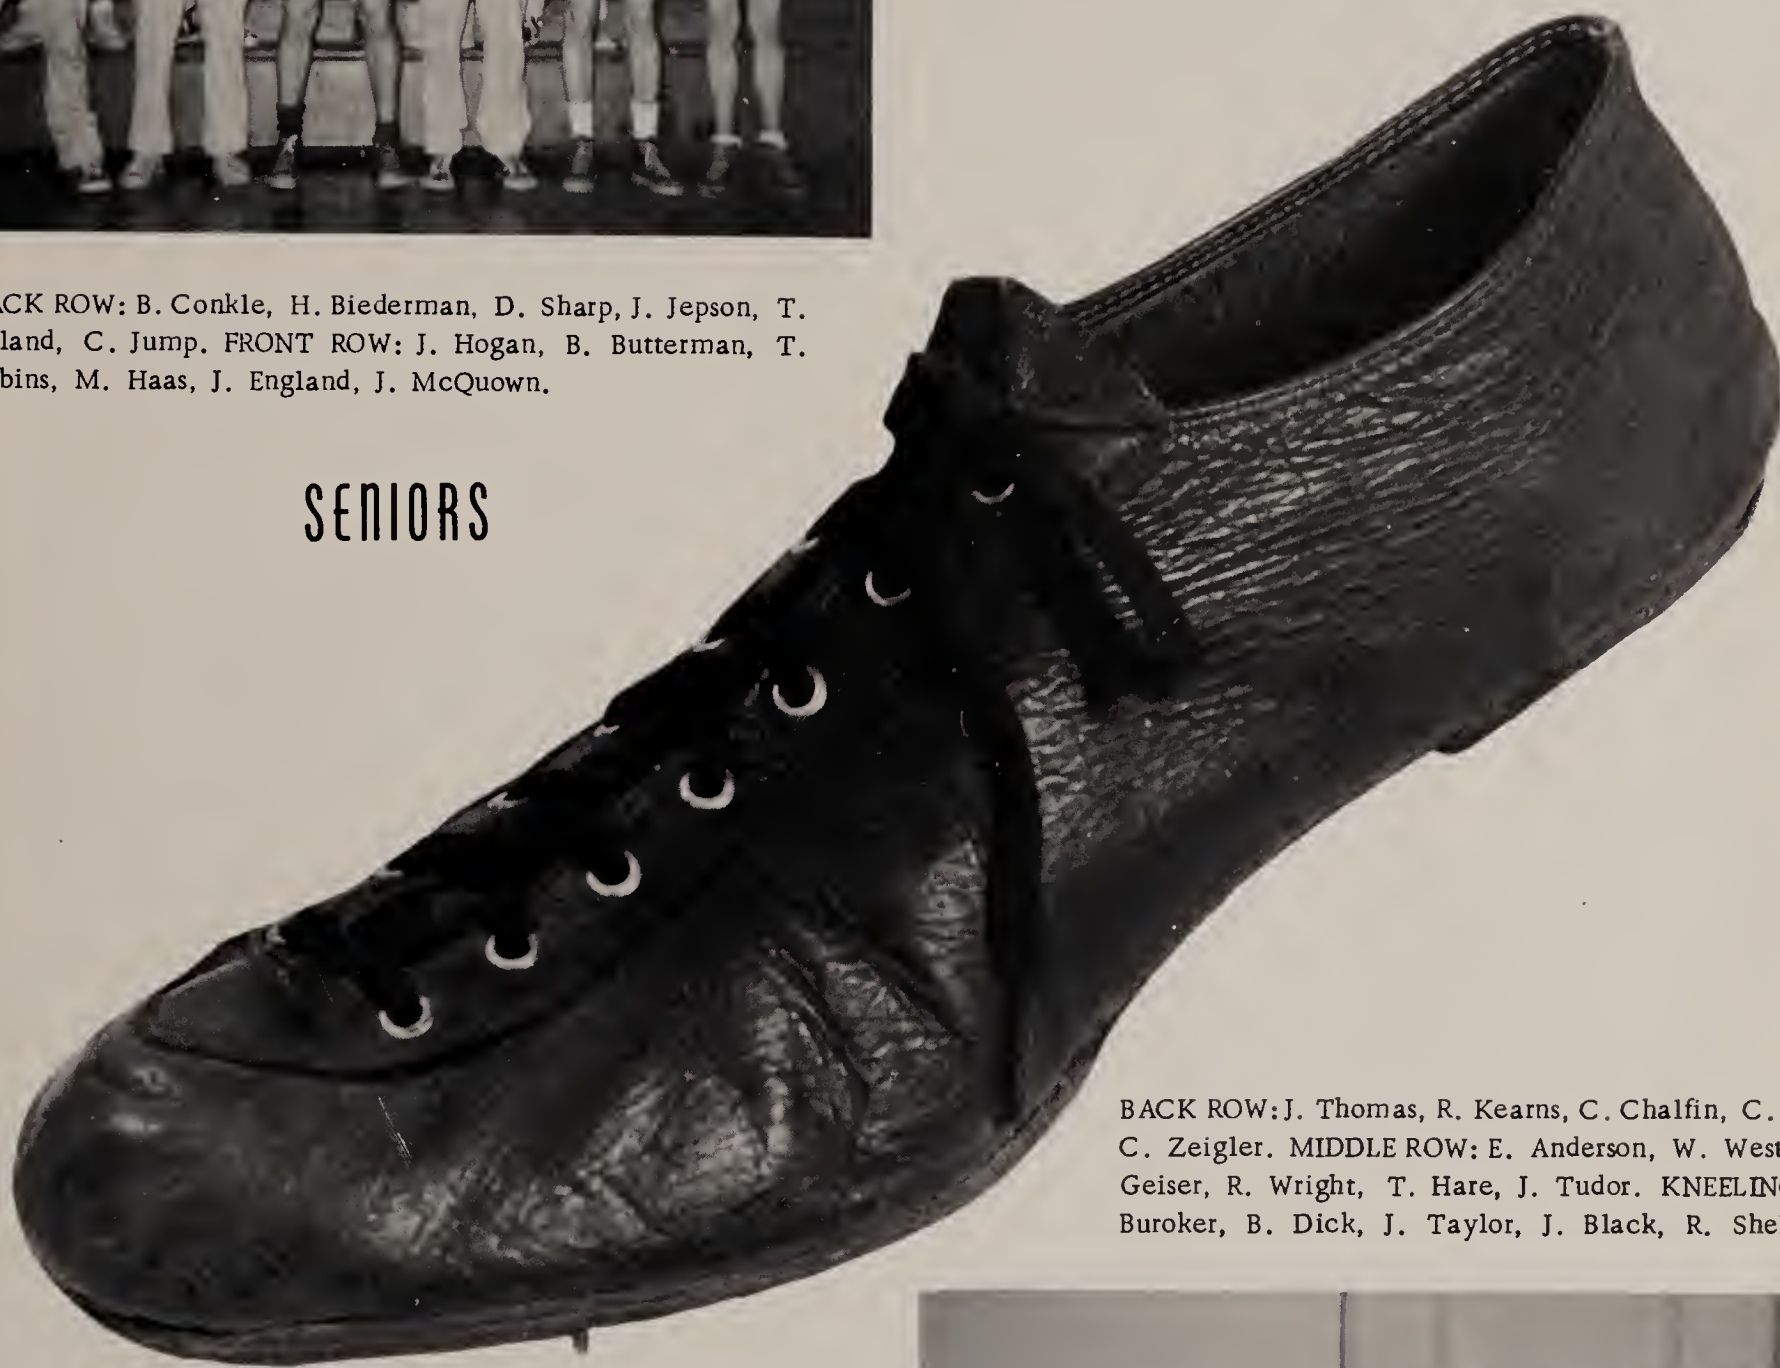 ACK ROW: B. Conkle, H. Biederman, D. Sharp, J. Jepson, T.
land, C. Jump. FRONT ROW: J. Hogan, B. Butterman, T.
bins, M. Haas, J. England, J. McQuown.
SENIORS
BACK ROW: J. Thomas, R. Kearns, C. Chalfin, C.
C. Zeigler. MIDDLE ROW: E. Anderson, W. West
Geiser, R. Wright, T. Hare, J. Tudor. KNEELIN
Buroker, B. Dick, J. Taylor, J. Black, R. She